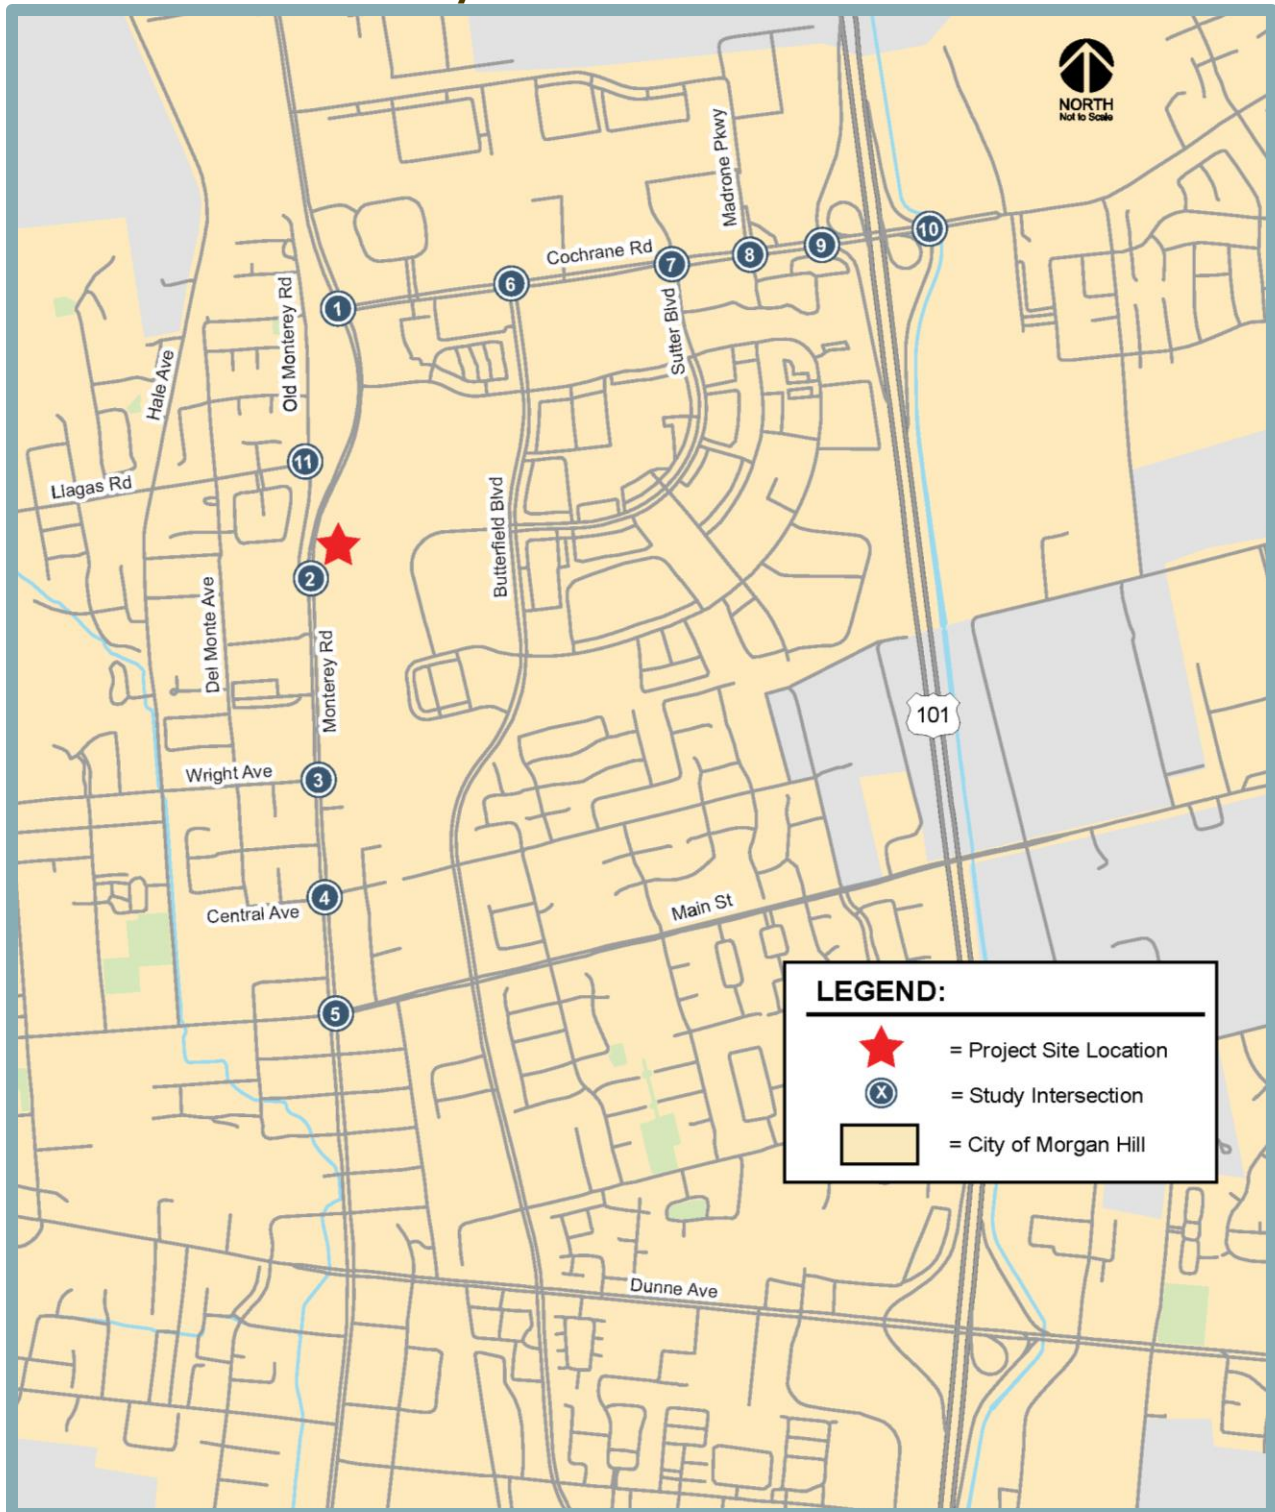 NORTH
Not to Scale
Madrone Pkwy
10
9
8
Cochrane Rd
7
6
1
Old Monterey Rd
Sutter Blvd
Hale Ave
11
Llagas Rd
Butterfield Blvd
2
Del Monte Ave
Monterey Rd
101
Wright Ave
3
4
Central Ave
Main St
5
LEGEND:
= Project Site Location
X
= Study Intersection
= City of Morgan Hill
Dunne Ave